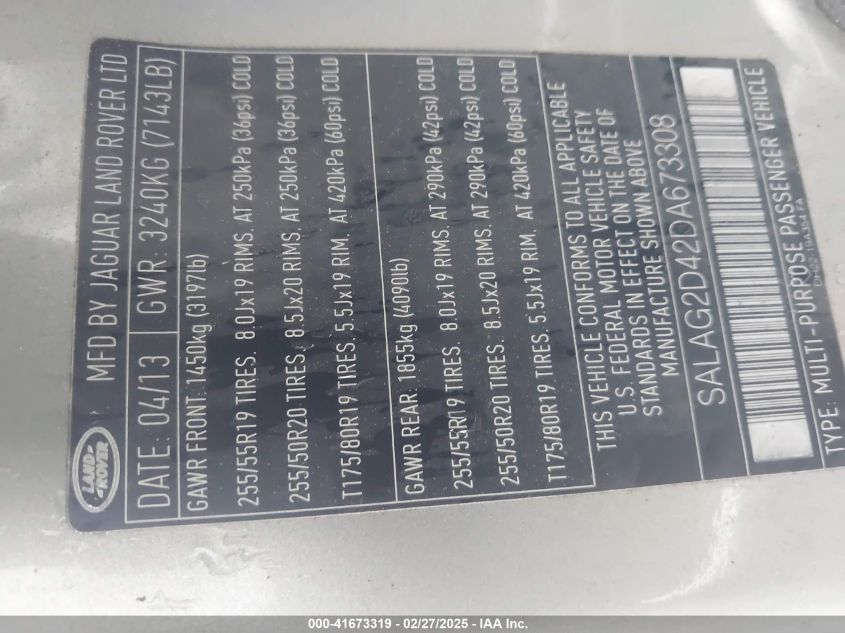 LAND ROVER
MFD BY JAGUAR LAND ROVER LTD
DATE: 04/13 GWR: 3240KG (7143LB)
GAWR FRONT: 1450kg (3197lb)
255/55R19 TIRES. 8.0Jx19 RIMS. AT 250kPa (36psi) COLD
255/50R20 TIRES. 8.5Jx20 RIMS. AT 250kPa (36psi) COLD
T175/80R19 TIRES. 5.5Jx19 RIM. AT 420kPa (60psi) COLD
GAWR REAR: 1855kg (4090lb)
255/55R19 TIRES. 8.0Jx19 RIMS. AT 290kPa (42psi) COLD
255/50R20 TIRES. 8.5Jx20 RIMS. AT 290kPa (42psi) COLD
T175/80R19 TIRES. 5.5Jx19 RIM. AT 420kPa (60psi) COLD
THIS VEHICLE CONFORMS TO ALL APPLICABLE
U.S. FEDERAL MOTOR VEHICLE SAFETY
STANDARDS IN EFFECT ON THE DATE OF
MANUFACTURE SHOWN ABOVE
SALAG2D42DA673308
TYPE: MULTI-PURPOSE PASSENGER VEHICLE
000-41673319 - 02/27/2025 - IAA Inc.